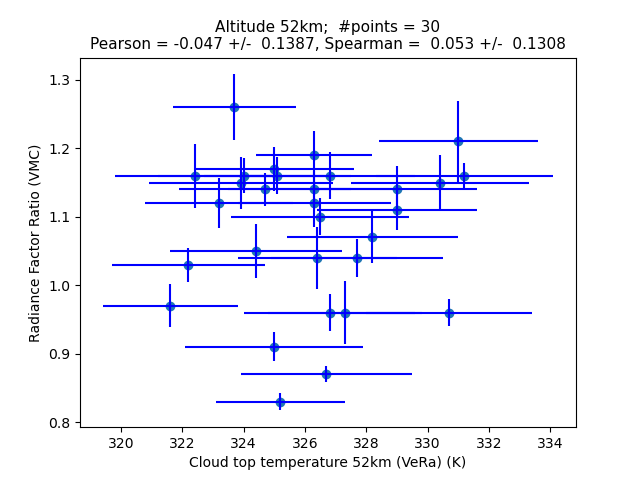 Altitude 52km;  #points = 30
Pearson = -0.047 +/-  0.1387, Spearman =  0.053 +/-  0.1308
1.3
1.2
1.1
1.0
0.9
0.8
Radiance Factor Ratio (VMC)
320 322 324 326 328 330 332 334
Cloud top temperature 52km (VeRa) (K)